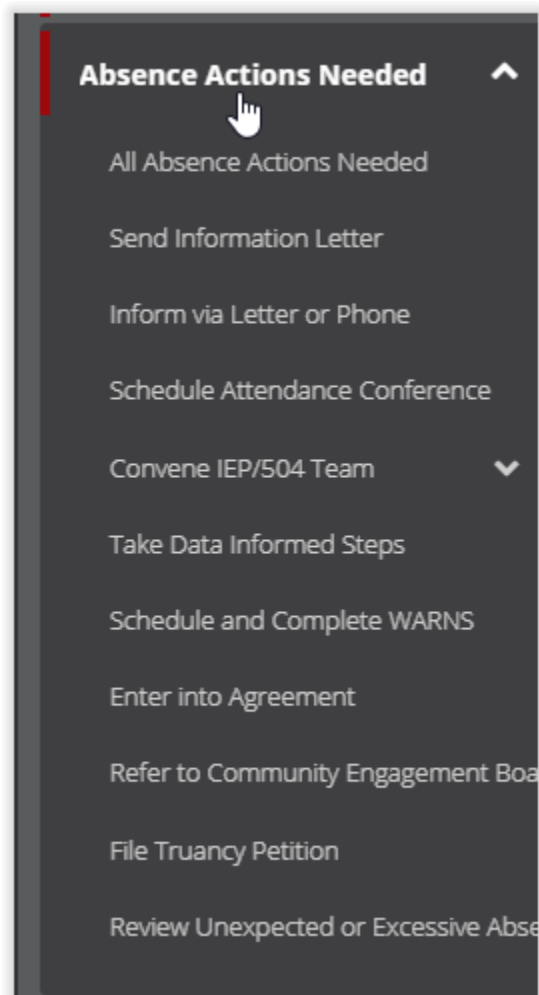 Absence Actions Needed
All Absence Actions Needed
Send Information Letter
Inform via Letter or Phone
Schedule Attendance Conference
Convene IEP/504 Team
Take Data Informed Steps
Schedule and Complete WARNS
Enter into Agreement
Refer to Community Engagement Boa
File Truancy Petition
Review Unexpected or Excessive Abse